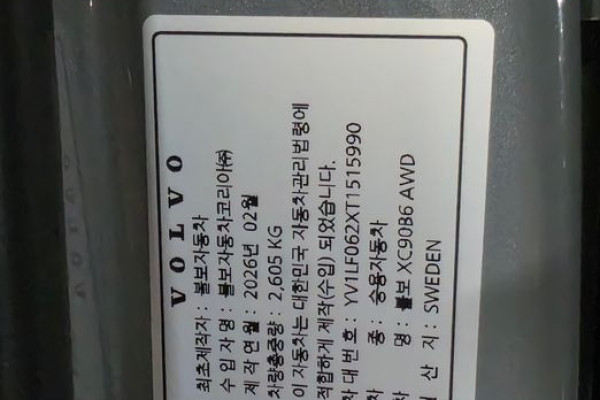 VOLVO
최초제작자 : 볼보자동차
수 입 자 명 : 볼보자동차코리아㈜
제 작 연 월 : 2026년 02월
차량총중량 : 2,605 KG
이 자동차는 대한민국 자동차관리법령에
적합하게 제작(수입) 되었습니다.
차 대 번 호 : YV1LF062XT1515990
종 : 승용자동차
명 : 볼보 XC90B6 AWD
산 지 : SWEDEN